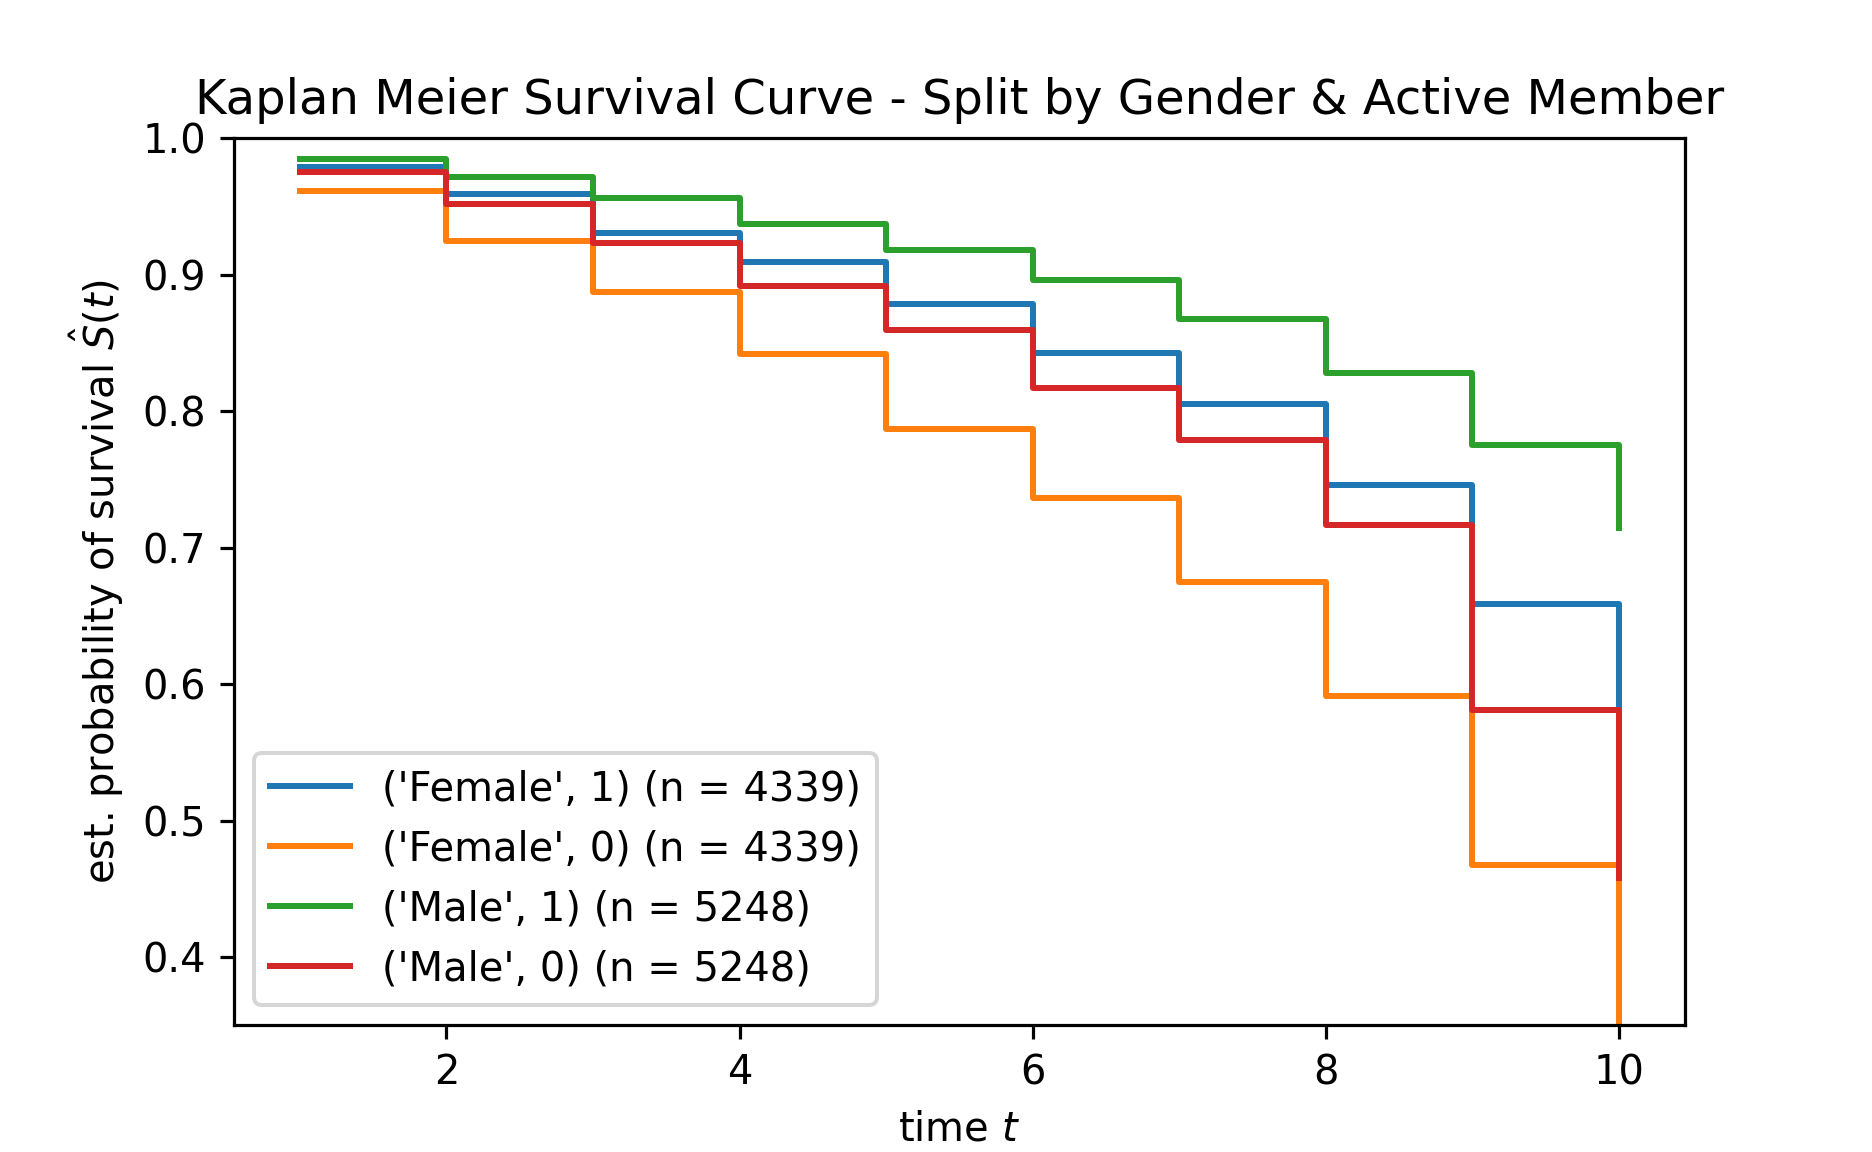 Kaplan Meier Survival Curve - Split by Gender & Active Member
1.0
0.9
0.8
0.7
0.6
0.5
0.4
est. probability of survival Ŝ(t)
('Female', 1) (n = 4339)
('Female', 0) (n = 4339)
('Male', 1) (n = 5248)
('Male', 0) (n = 5248)
2 4 6 8 10
time t